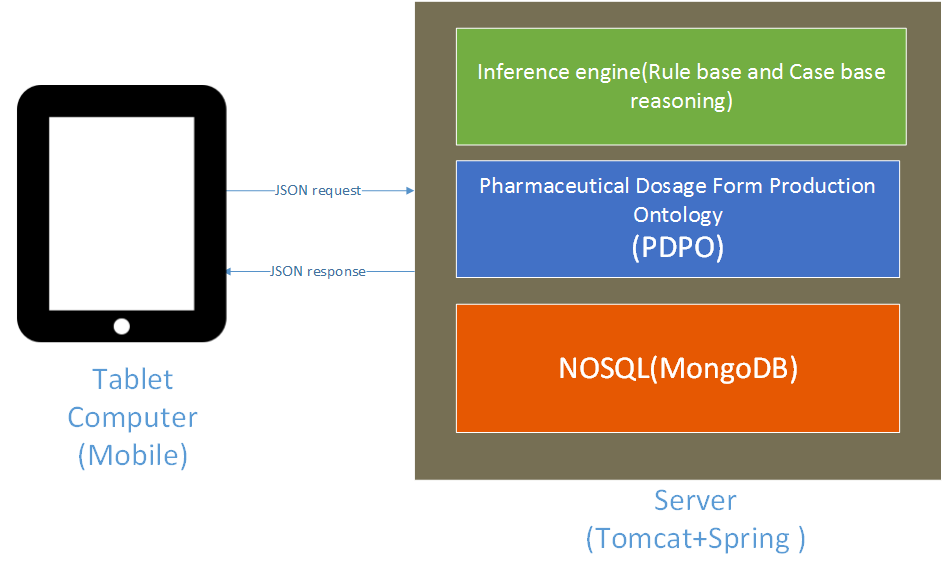 Inference engine(Rule base and Case base
reasoning)
Pharmaceutical Dosage Form Production
Ontology
(PDPO)
JSON request
JSON response
NOSQL(MongoDB)
Tablet
Computer
(Mobile)
Server
(Tomcat+Spring )